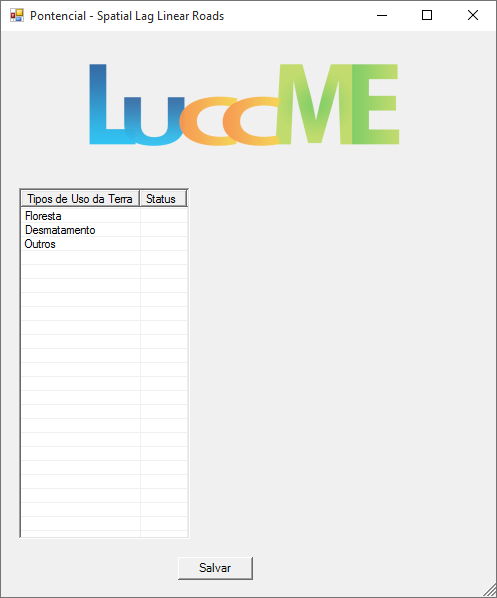 Pontencial - Spatial Lag Linear Roads
LuccME
Tipos de Uso da Terra Status
Floresta
Desmatamento
Outros
Salvar